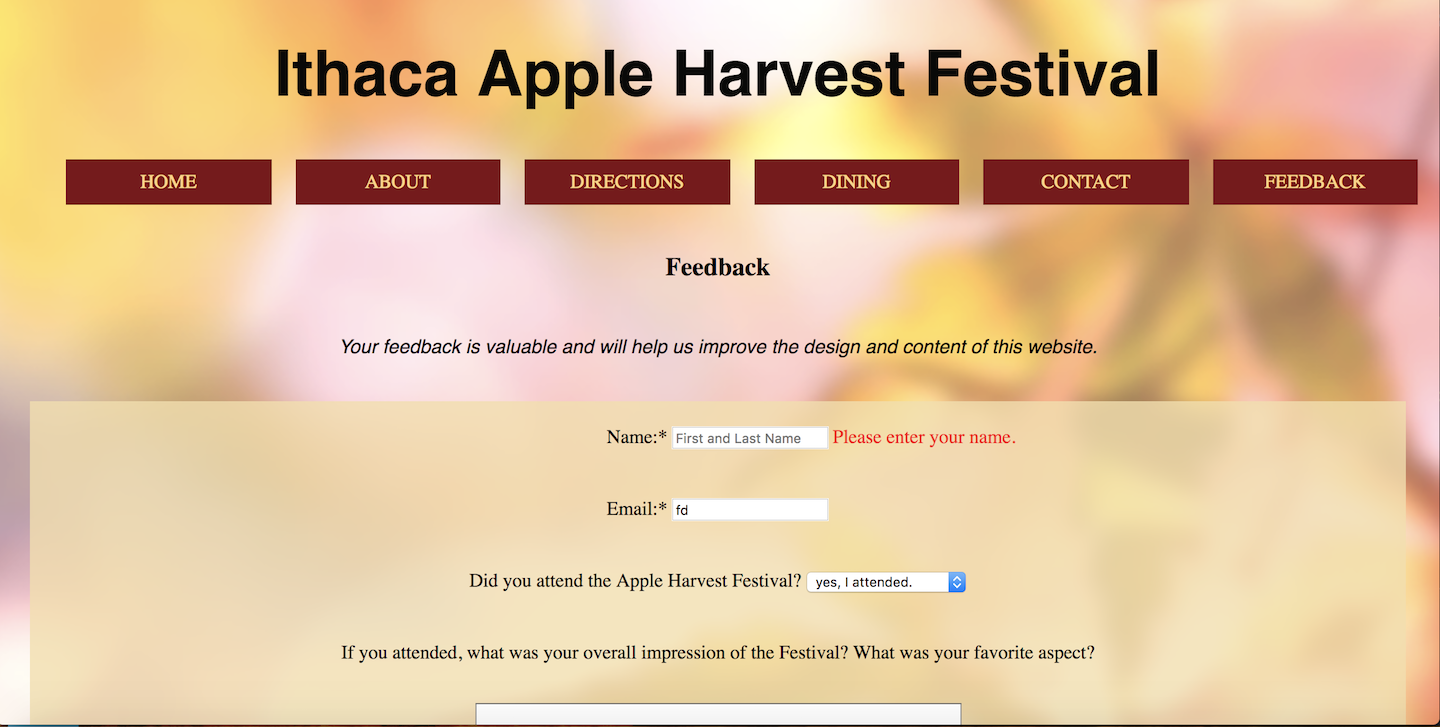 Ithaca Apple Harvest Festival
HOME ABOUT DIRECTIONS DINING CONTACT FEEDBACK
Feedback
Your feedback is valuable and will help us improve the design and content of this website.
Name:* First and Last Name Please enter your name.
Email:* fd
Did you attend the Apple Harvest Festival? yes, I attended.
If you attended, what was your overall impression of the Festival? What was your favorite aspect?